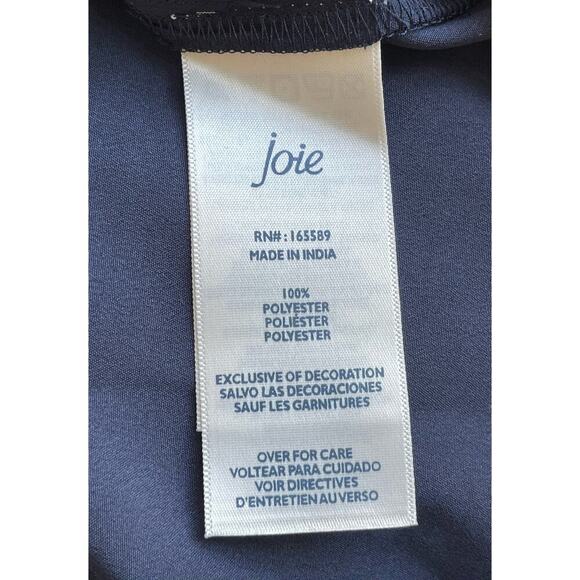 joie
RN#: 165589
MADE IN INDIA
100%
POLYESTER
POLIÉSTER
POLYESTER
EXCLUSIVE OF DECORATION
SALVO LAS DECORACIONES
SAUF LES GARNITURES
OVER FOR CARE
VOLTEAR PARA CUIDADO
VOIR DIRECTIVES
D'ENTRETIEN AU VERSO